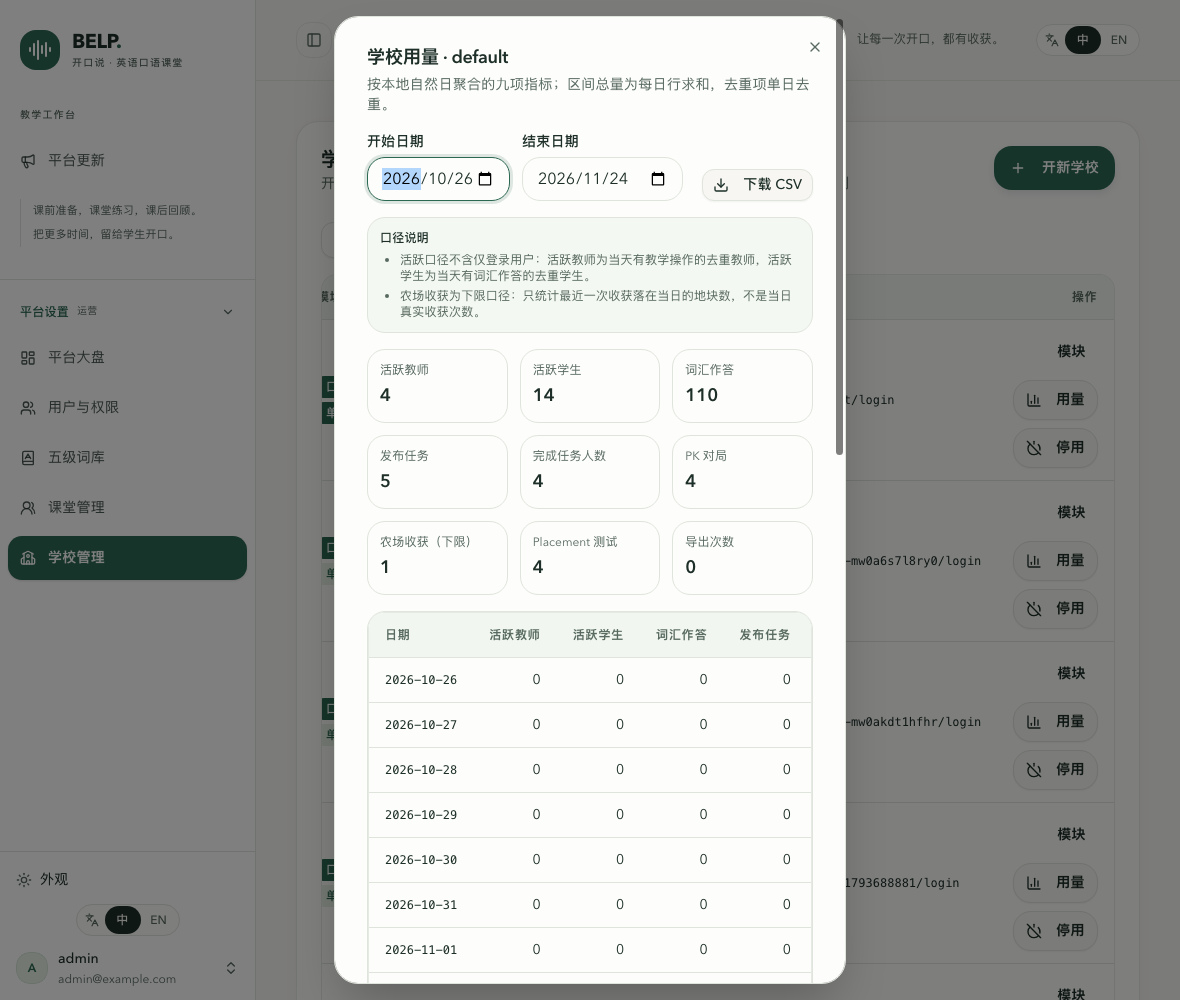 BELP.
开口说 · 英语口语课堂
教学工作台
平台更新
课前准备，课堂练习，课后回顾。
把更多时间，留给学生开口。
平台设置 运营
平台大盘
用户与权限
五级词库
课堂管理
学校管理
外观
中 EN
A
admin
admin@example.com
让每一次开口，都有收获。
中 EN
开新学校
操作
模块
t/login
用量
停用
模块
-mw0a6s7l8ry0/login
用量
停用
模块
-mw0akdt1hfhr/login
用量
停用
模块
1793688881/login
用量
停用
模块
学校用量 · default
按本地自然日聚合的九项指标；区间总量为每日行求和，去重项单日去
重。
开始日期 结束日期
2026/10/26 2026/11/24 下载 CSV
口径说明
活跃口径不含仅登录用户：活跃教师为当天有教学操作的去重教师，活跃
学生为当天有词汇作答的去重学生。
农场收获为下限口径：只统计最近一次收获落在当日的地块数，不是当日
真实收获次数。
活跃教师 活跃学生 词汇作答
4 14 110
发布任务 完成任务人数 PK 对局
5 4 4
农场收获（下限） Placement 测试 导出次数
1 4 0
日期 活跃教师 活跃学生 词汇作答 发布任务
2026-10-26 0 0 0 0
2026-10-27 0 0 0 0
2026-10-28 0 0 0 0
2026-10-29 0 0 0 0
2026-10-30 0 0 0 0
2026-10-31 0 0 0 0
2026-11-01 0 0 0 0